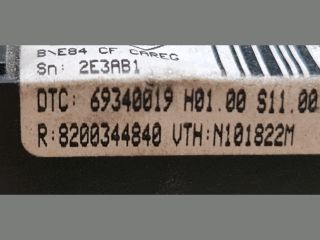 B\E84 CF CAREG
Sn: 2E3AB1
DTC: 69340019 H01.00 S11.00
R:8200344840 VTH:N101822M